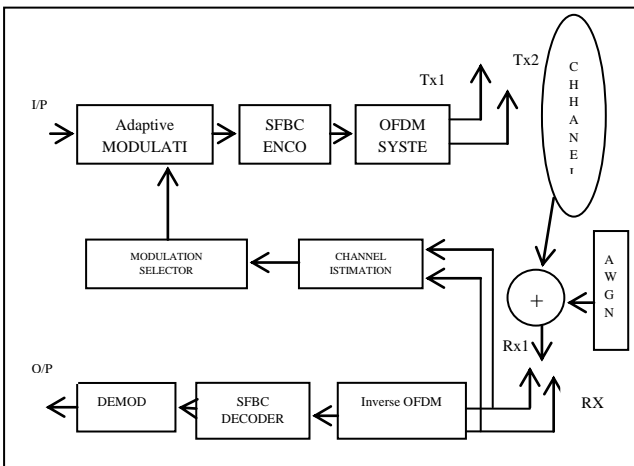 I/P
Adaptive
MODULATI
SFBC
ENCO
OFDM
SYSTE
Tx1
Tx2
C
H
H
A
N
E
MODULATION
SELECTOR
CHANNEL
ISTIMATION
+
A
W
G
N
Rx1
O/P
DEMOD
SFBC
DECODER
Inverse OFDM
RX